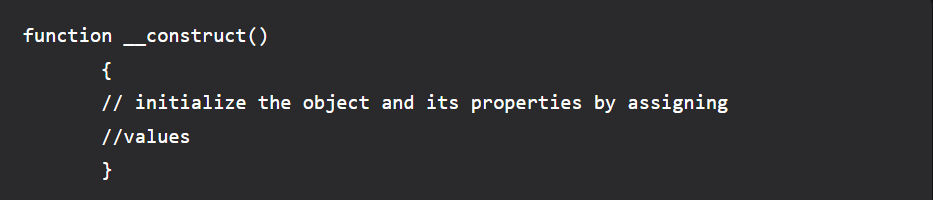 function __construct()
{
// initialize the object and its properties by assigning
//values
}